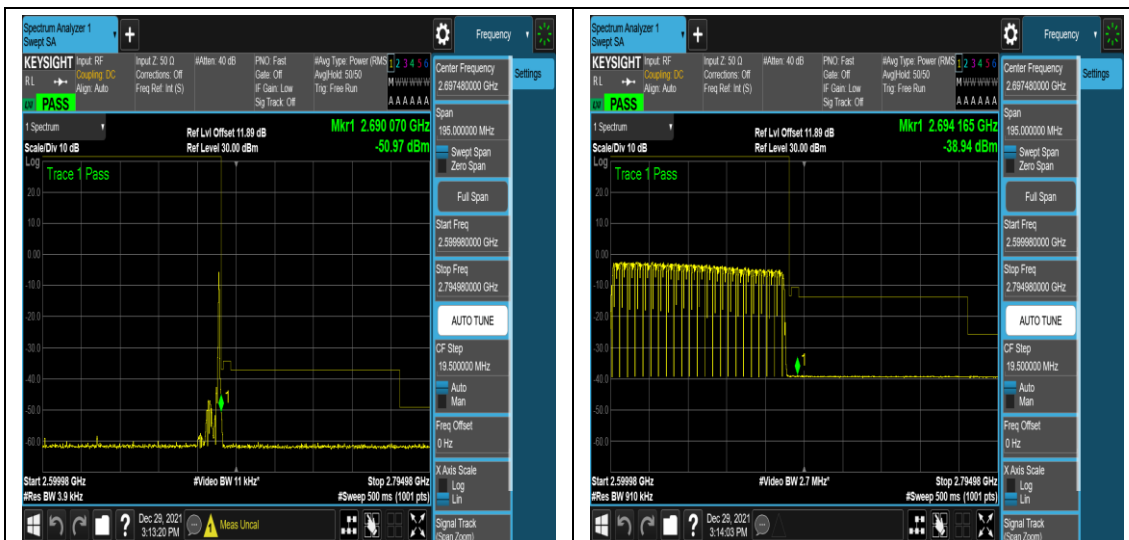 Spectrum Analyzer 1
Swept SA
Frequency
KEYSIGHT
Input: RF
Coupling: DC
Align: Auto
Input Z: 50 Ω
Corrections: Off
Freq Ref: Int (S)
#Atten: 40 dB
PNO: Fast
Gate: Off
IF Gain: Low
Sig Track: Off
#Avg Type: Power (RMS
Avg|Hold: 50/50
Trig: Free Run
1 2 3 4 5 6
M W W W W W
A A A A A A
RL
PASS
1 Spectrum
Scale/Div 10 dB
Ref Lvl Offset 11.89 dB
Ref Level 30.00 dBm
Mkr1 2.690 070 GHz
-50.97 dBm
Log
Trace 1 Pass
20.0
10.0
0.00
-10.0
-20.0
-30.0
-40.0
-50.0
-60.0
1
Start 2.59998 GHz
#Res BW 3.9 kHz
#Video BW 11 kHz*
Stop 2.79498 GHz
#Sweep 500 ms (1001 pts)
Dec 29, 2021
3:13:20 PM
Meas Uncal
Settings
Center Frequency
2.697480000 GHz
Span
195.000000 MHz
Swept Span
Zero Span
Full Span
Start Freq
2.599980000 GHz
Stop Freq
2.794980000 GHz
AUTO TUNE
CF Step
19.500000 MHz
Auto
Man
Freq Offset
0 Hz
X Axis Scale
Log
Lin
Signal Track
(Span Zoom)
Spectrum Analyzer 1
Swept SA
Frequency
KEYSIGHT
Input: RF
Coupling: DC
Align: Auto
Input Z: 50 Ω
Corrections: Off
Freq Ref: Int (S)
#Atten: 40 dB
PNO: Fast
Gate: Off
IF Gain: Low
Sig Track: Off
#Avg Type: Power (RMS
Avg|Hold: 50/50
Trig: Free Run
1 2 3 4 5 6
M W W W W W
A A A A A A
RL
PASS
1 Spectrum
Scale/Div 10 dB
Ref Lvl Offset 11.89 dB
Ref Level 30.00 dBm
Mkr1 2.694 165 GHz
-38.94 dBm
Log
Trace 1 Pass
20.0
10.0
0.00
-10.0
-20.0
-30.0
-40.0
-50.0
-60.0
1
Start 2.59998 GHz
#Res BW 910 kHz
#Video BW 2.7 MHz*
Stop 2.79498 GHz
#Sweep 500 ms (1001 pts)
Dec 29, 2021
3:14:03 PM
Settings
Center Frequency
2.697480000 GHz
Span
195.000000 MHz
Swept Span
Zero Span
Full Span
Start Freq
2.599980000 GHz
Stop Freq
2.794980000 GHz
AUTO TUNE
CF Step
19.500000 MHz
Auto
Man
Freq Offset
0 Hz
X Axis Scale
Log
Lin
Signal Track
(Span Zoom)